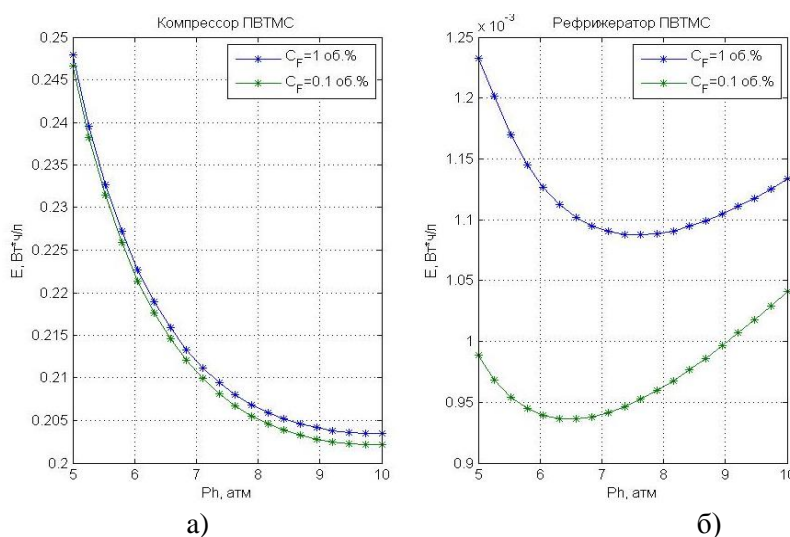 Компрессор ПВТМС
0.25
0.245
0.24
0.235
0.23
0.225
0.22
0.215
0.21
0.205
0.2
E, Вт*ч/л
C_F=1 об.%
C_F=0.1 об.%
5 6 7 8 9 10
Ph, атм
а)
Рефрижератор ПВТМС
x 10^-3
1.25
1.2
1.15
1.1
1.05
1
0.95
0.9
E, Вт*ч/л
C_F=1 об.%
C_F=0.1 об.%
5 6 7 8 9 10
Ph, атм
б)